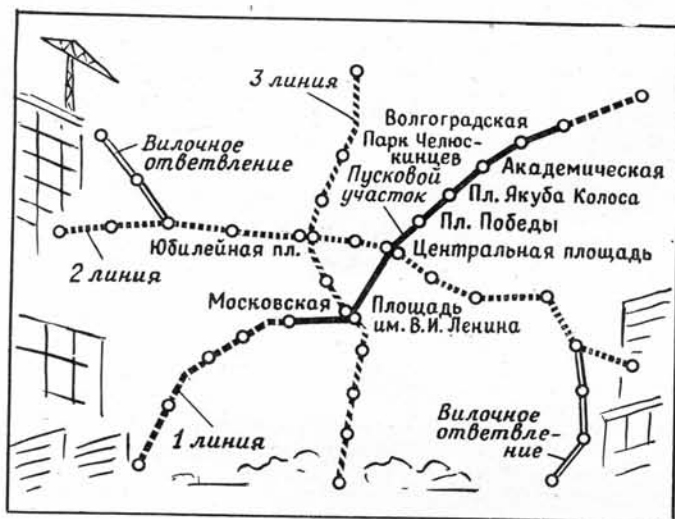 3 линия
Волгоградская
Вилочное
ответвление
Парк Челюс-
кинцев
Академическая
Пусковой
участок
Пл. Якуба Колоса
Пл. Победы
Юбилейная пл.
Центральная площадь
2 линия
Московская
Площадь
им. В.И. Ленина
1 линия
Вилочное
ответвле-
ние